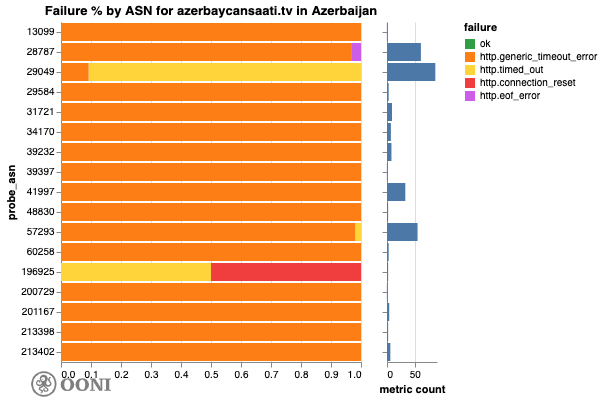 Failure % by ASN for azerbaycansaati.tv in Azerbaijan
failure
ok
http.generic_timeout_error
http.timed_out
http.connection_reset
http.eof_error
probe_asn
13099
28787
29049
29584
31721
34170
39232
39397
41997
48830
57293
60258
196925
200729
201167
213398
213402
0.0 0.1 0.2 0.3 0.4 0.5 0.6 0.7 0.8 0.9 1.0
0 50
metric count
OONI